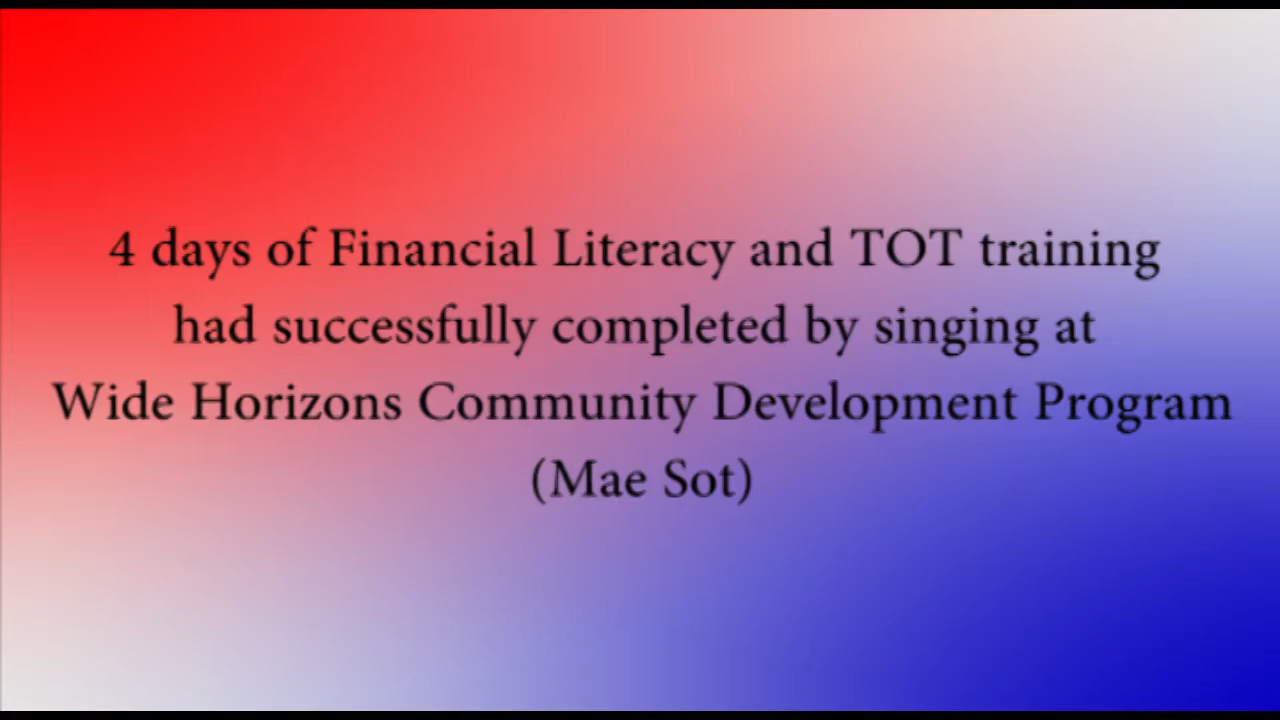 4 days of Financial Literacy and TOT training
had successfully completed by singing at
Wide Horizons Community Development Program
(Mae Sot)